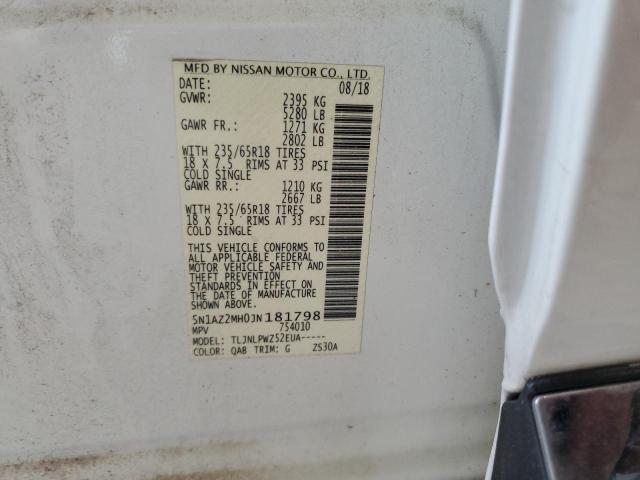 MFD BY NISSAN MOTOR CO., LTD.
DATE: 08/18
GVWR: 2395 KG
5280 LB
GAWR FR.: 1271 KG
2802 LB
WITH 235/65R18 TIRES
18 X 7.5 RIMS AT 33 PSI
COLD SINGLE
GAWR RR.: 1210 KG
2667 LB
WITH 235/65R18 TIRES
18 X 7.5 RIMS AT 33 PSI
COLD SINGLE
THIS VEHICLE CONFORMS TO
ALL APPLICABLE FEDERAL
MOTOR VEHICLE SAFETY AND
THEFT PREVENTION
STANDARDS IN EFFECT ON
THE DATE OF MANUFACTURE
SHOWN ABOVE.
5N1AZ2MH0JN181798
MPV 754010
MODEL: TLJNLPWZ52EUA-----
COLOR: QAB TRIM: G ZS30A